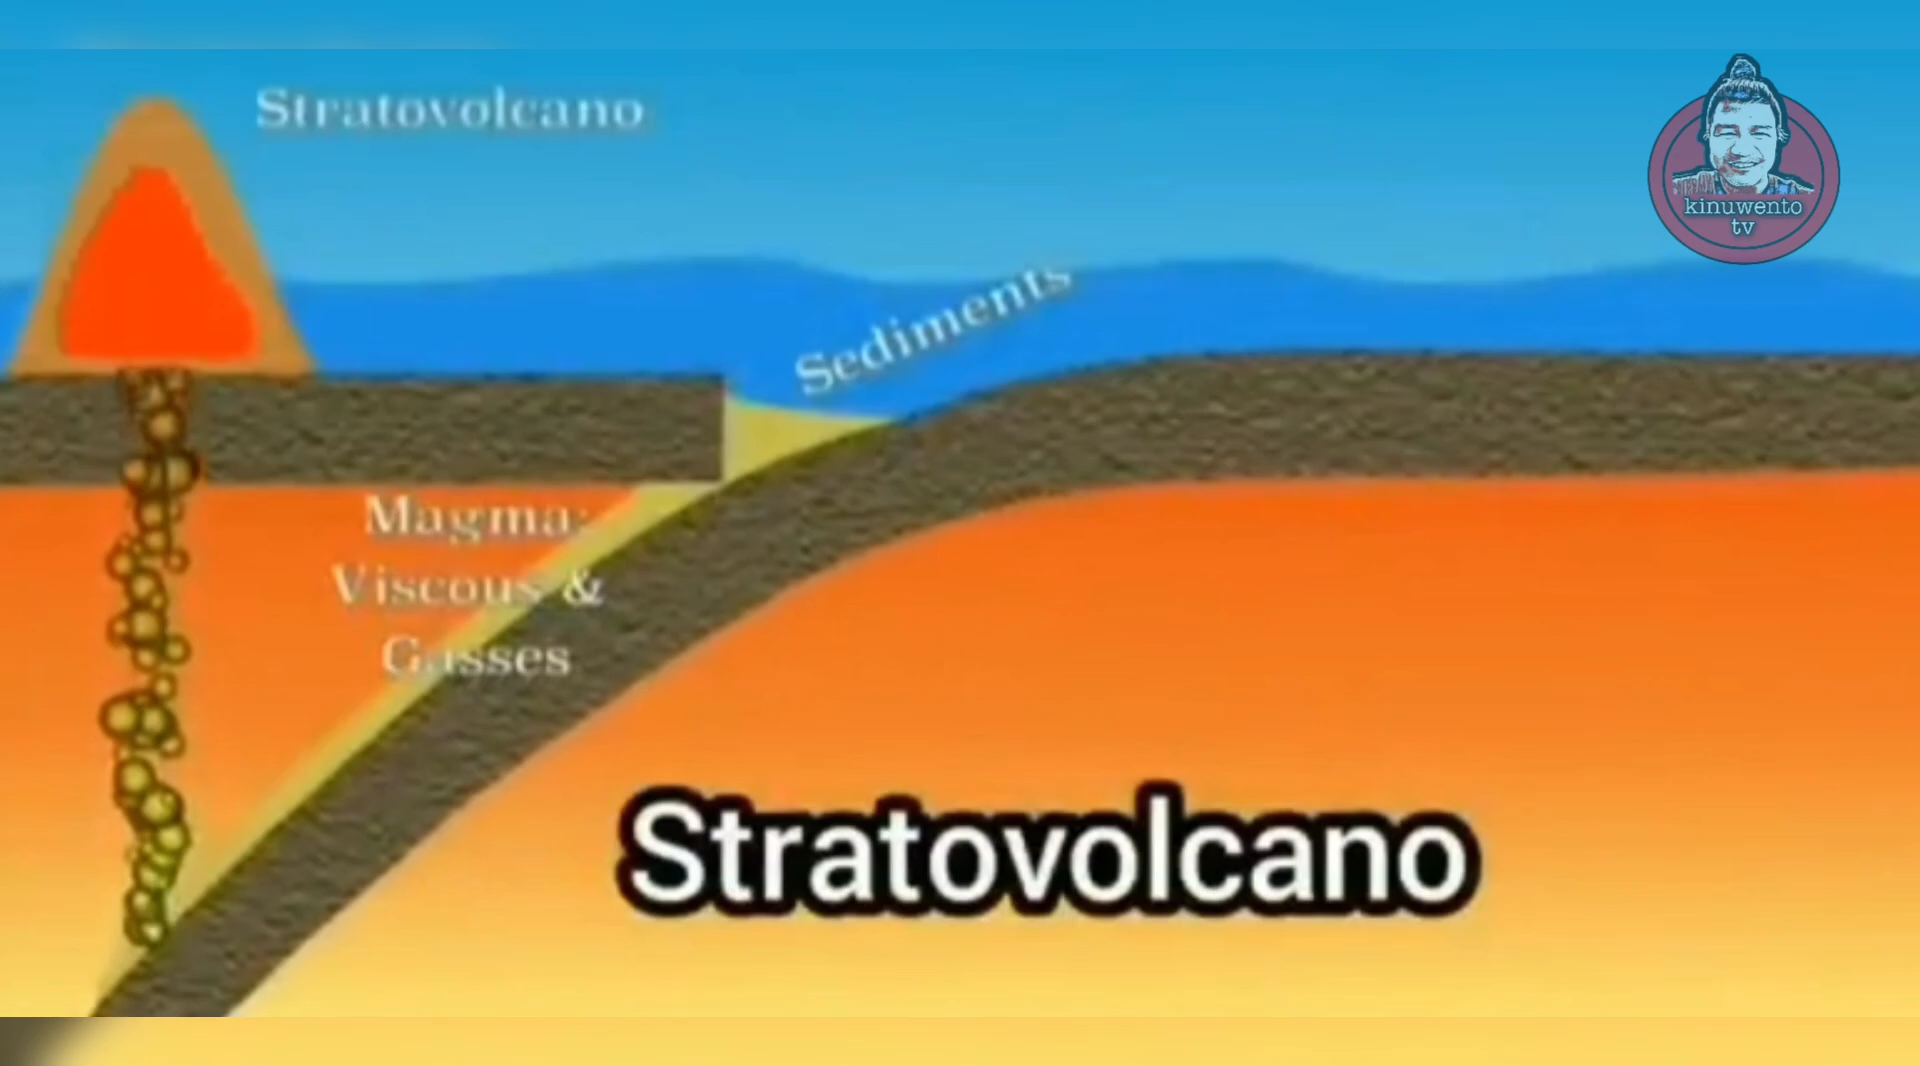 Stratovolcano
kinuwento
tv
Sediments
Magma:
Viscous &
Gasses
Stratovolcano